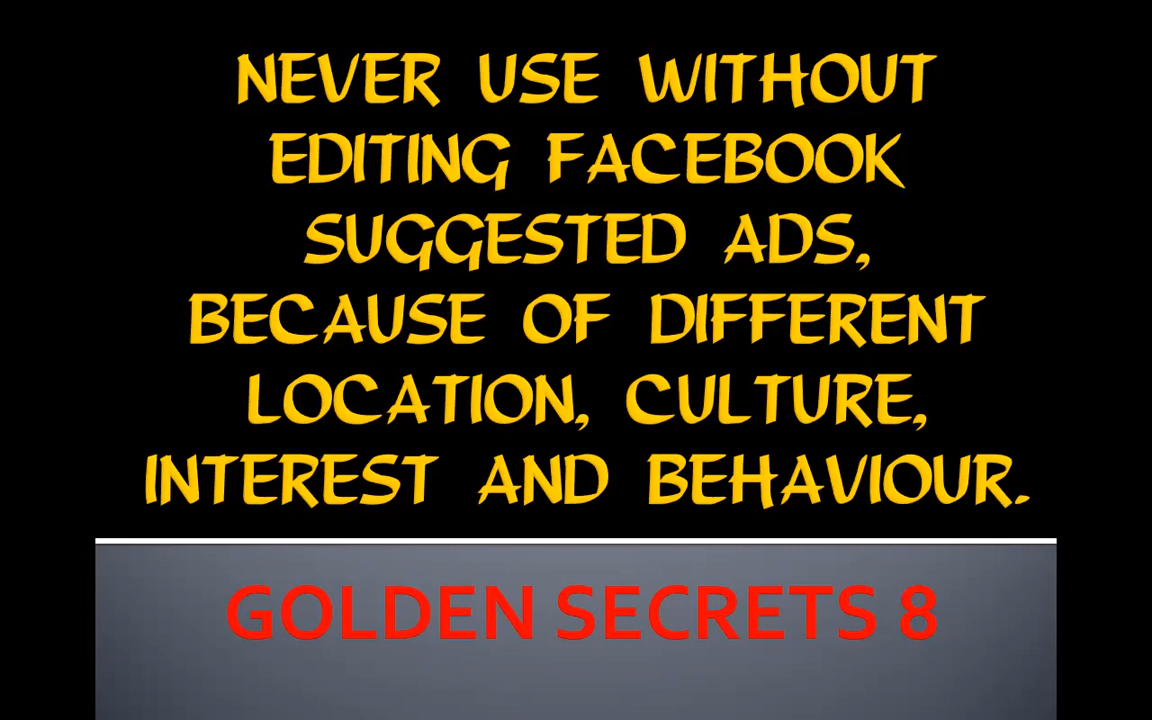 NEVER USE WITHOUT
EDITING FACEBOOK
SUGGESTED ADS,
BECAUSE OF DIFFERENT
LOCATION, CULTURE,
INTEREST AND BEHAVIOUR.
GOLDEN SECRETS 8